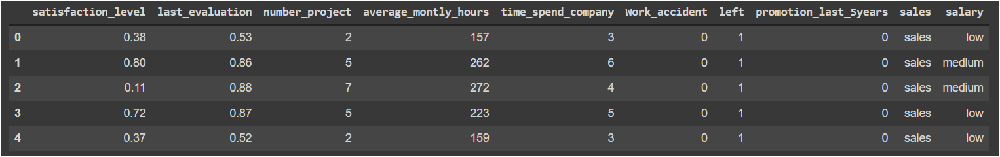 satisfaction_level last_evaluation number_project average_montly_hours time_spend_company Work_accident left promotion_last_5years sales salary
0 0.38 0.53 2 157 3 0 1 0 sales low
1 0.80 0.86 5 262 6 0 1 0 sales medium
2 0.11 0.88 7 272 4 0 1 0 sales medium
3 0.72 0.87 5 223 5 0 1 0 sales low
4 0.37 0.52 2 159 3 0 1 0 sales low